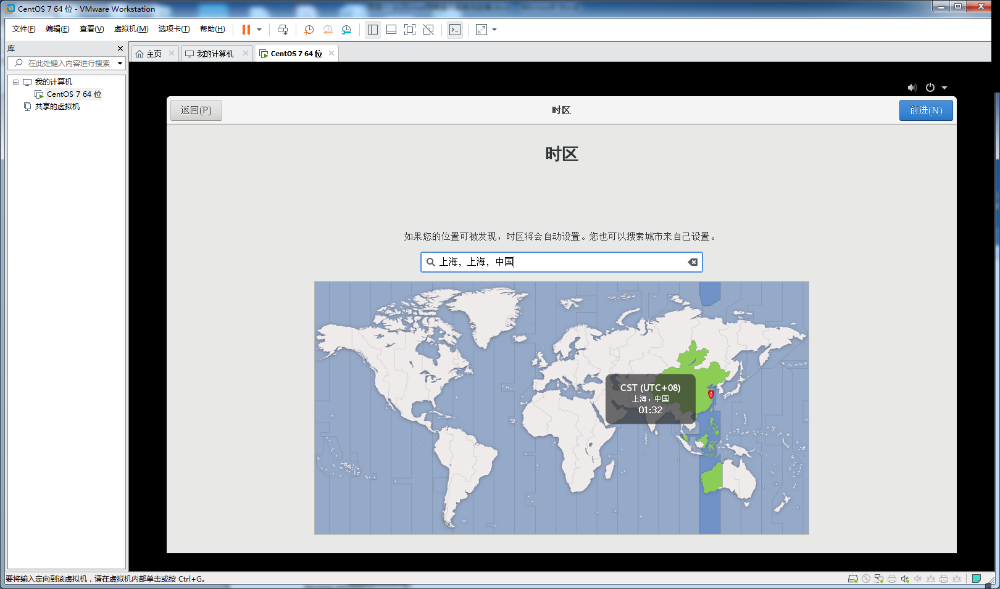 CentOS 7 64 位 - VMware Workstation
文件(F) 编辑(E) 查看(V) 虚拟机(M) 选项卡(T) 帮助(H)
库
主页 我的计算机 CentOS 7 64 位
在此处键入内容进行搜索
我的计算机
CentOS 7 64 位
共享的虚拟机
返回(P) 时区 前进(N)
时区
如果您的位置可被发现，时区将会自动设置。您也可以搜索城市来自己设置。
上海，上海，中国
CST (UTC+08)
上海，中国
01:32
要将输入定向到该虚拟机，请在虚拟机内部单击或按 Ctrl+G。